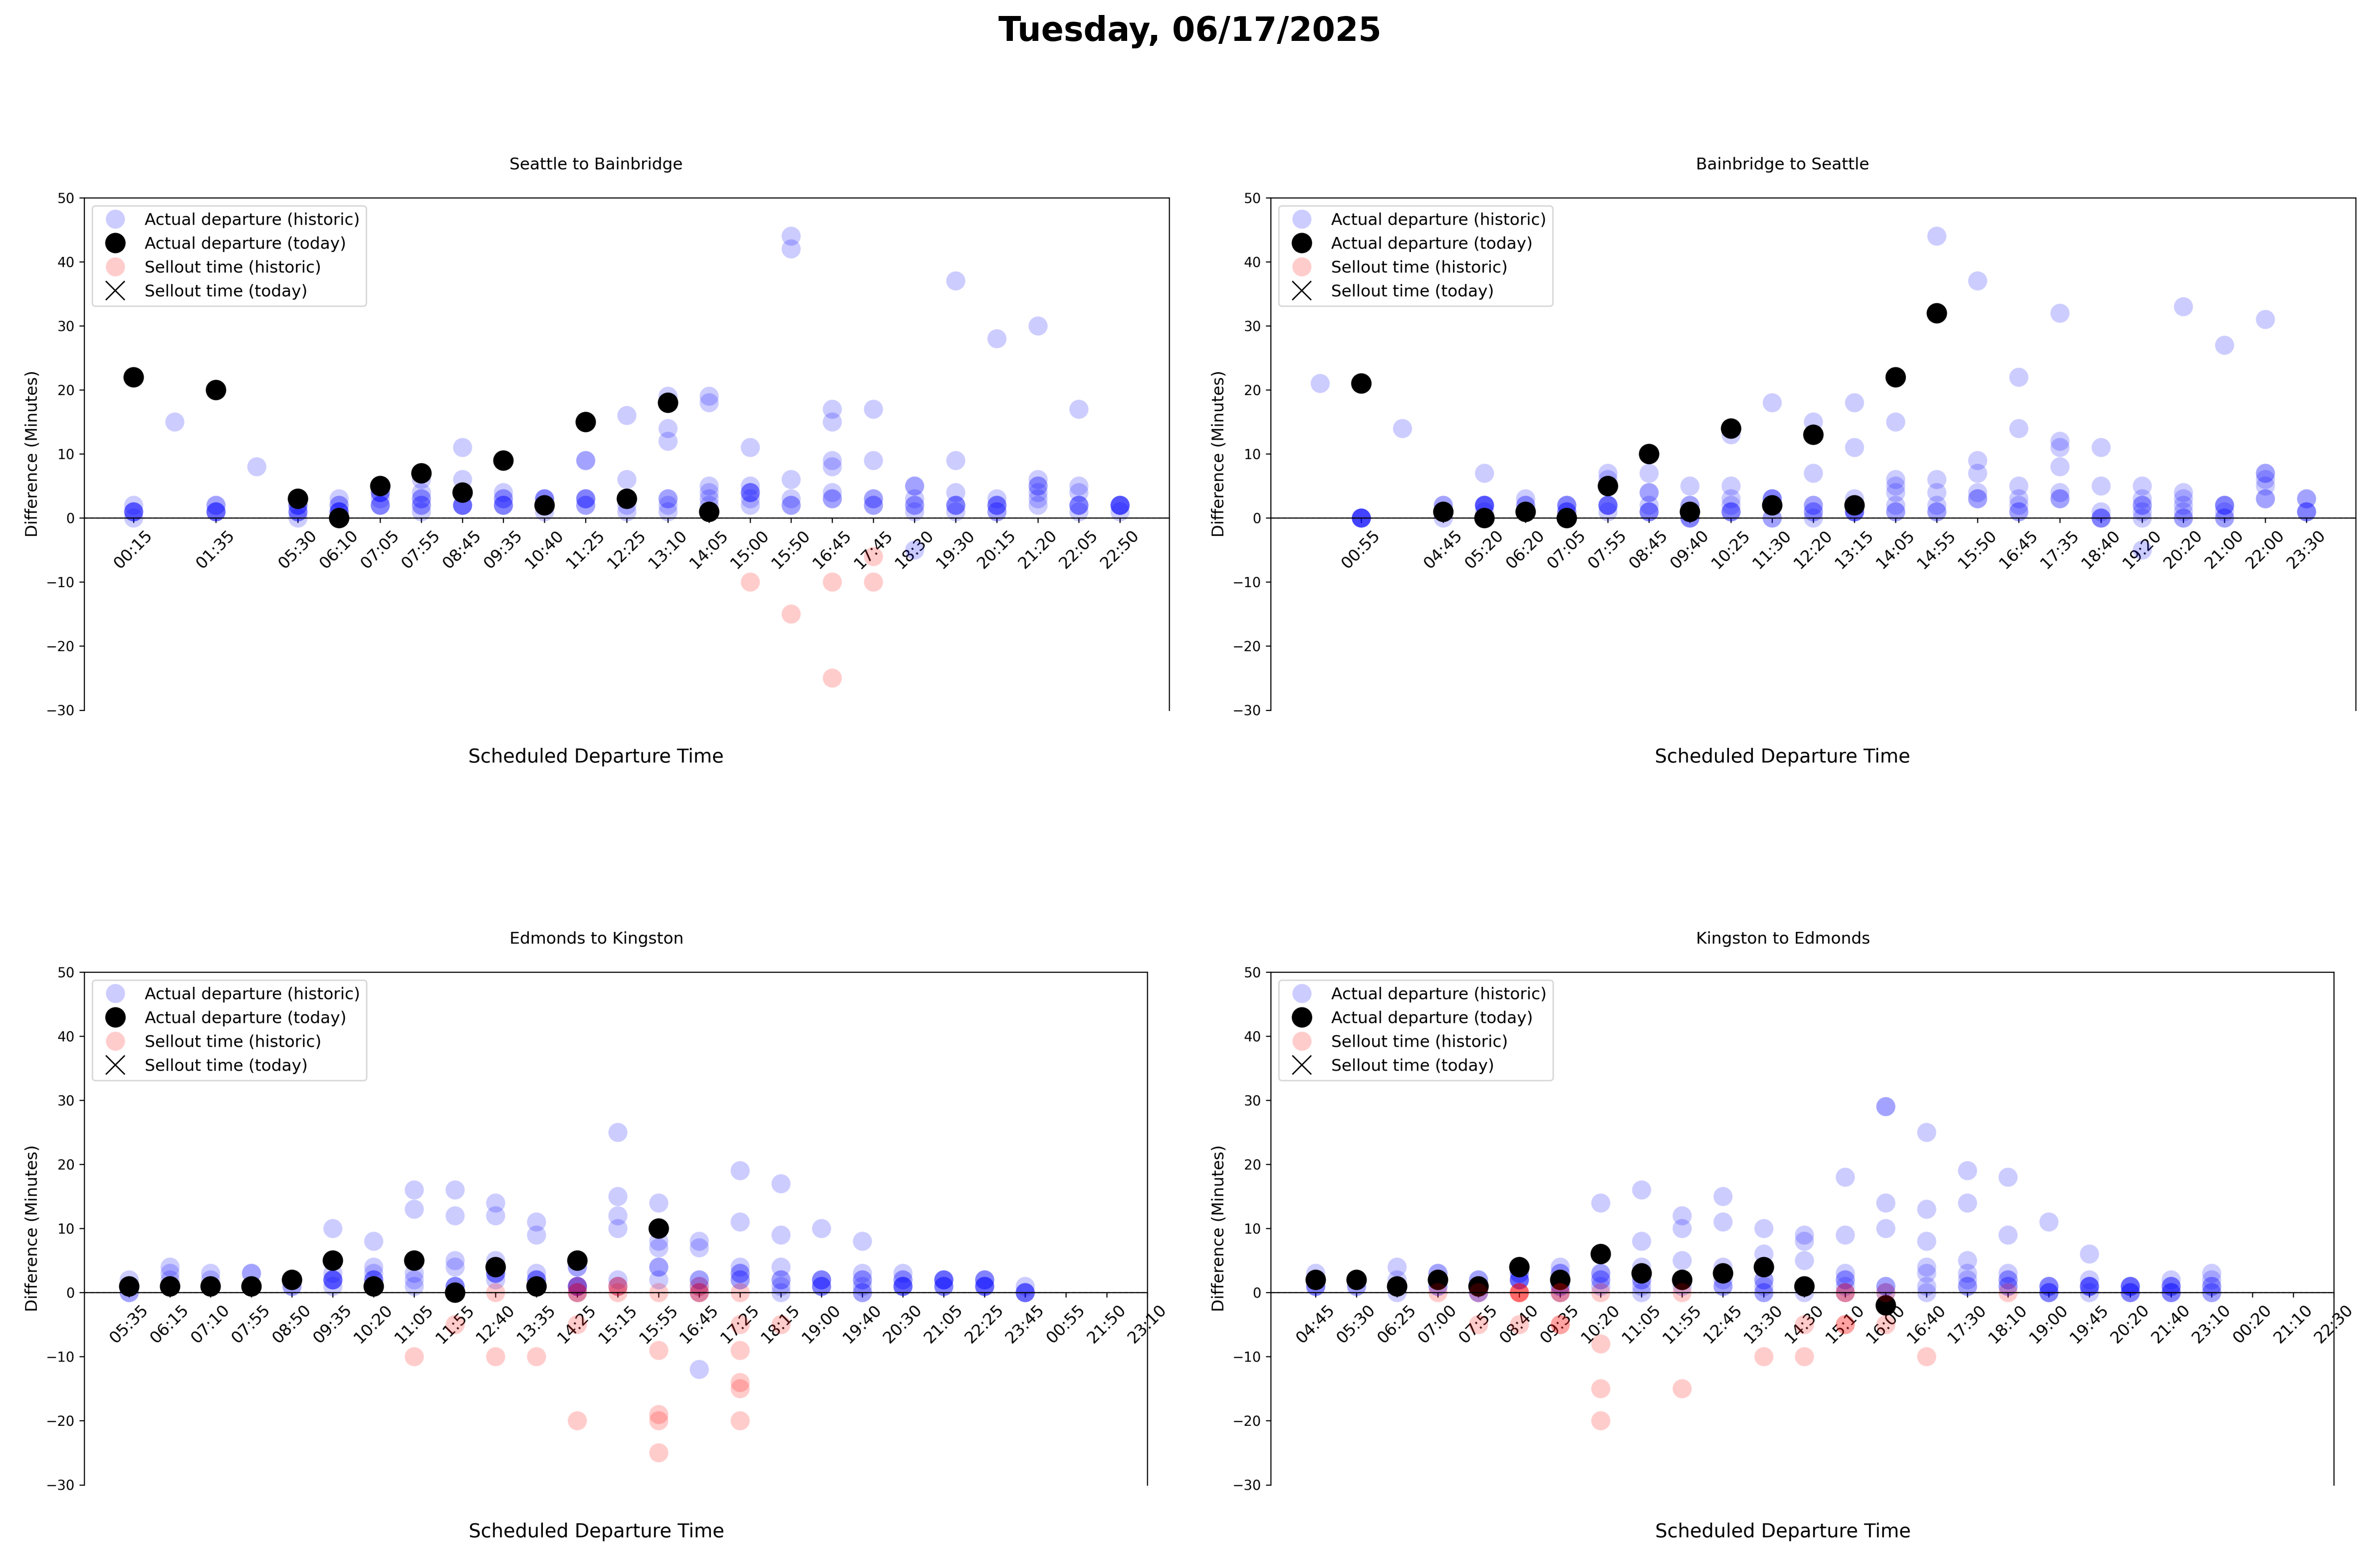 Tuesday, 06/17/2025
Seattle to Bainbridge
Difference (Minutes)
50
40
30
20
10
0
−10
−20
−30
Actual departure (historic)
Actual departure (today)
Sellout time (historic)
Sellout time (today)
00:15 01:35 05:30 06:10 07:05 07:55 08:45 09:35 10:40 11:25 12:25 13:10 14:05 15:00 15:50 16:45 17:45 18:30 19:30 20:15 21:20 22:05 22:50
Scheduled Departure Time
Bainbridge to Seattle
Difference (Minutes)
50
40
30
20
10
0
−10
−20
−30
Actual departure (historic)
Actual departure (today)
Sellout time (historic)
Sellout time (today)
00:55 04:45 05:20 06:20 07:05 07:55 08:45 09:40 10:25 11:30 12:20 13:15 14:05 14:55 15:50 16:45 17:35 18:40 19:20 20:20 21:00 22:00 23:30
Scheduled Departure Time
Edmonds to Kingston
Difference (Minutes)
50
40
30
20
10
0
−10
−20
−30
Actual departure (historic)
Actual departure (today)
Sellout time (historic)
Sellout time (today)
05:35 06:15 07:10 07:55 08:50 09:35 10:20 11:05 11:55 12:40 13:35 14:25 15:15 15:55 16:45 17:25 18:15 19:00 19:40 20:30 21:05 22:25 23:45 00:55 21:50 23:10
Scheduled Departure Time
Kingston to Edmonds
Difference (Minutes)
50
40
30
20
10
0
−10
−20
−30
Actual departure (historic)
Actual departure (today)
Sellout time (historic)
Sellout time (today)
04:45 05:30 06:25 07:00 07:55 08:40 09:35 10:20 11:05 11:55 12:45 13:30 14:30 15:10 16:00 16:40 17:30 18:10 19:00 19:45 20:20 21:40 23:10 00:20 21:10 22:30
Scheduled Departure Time